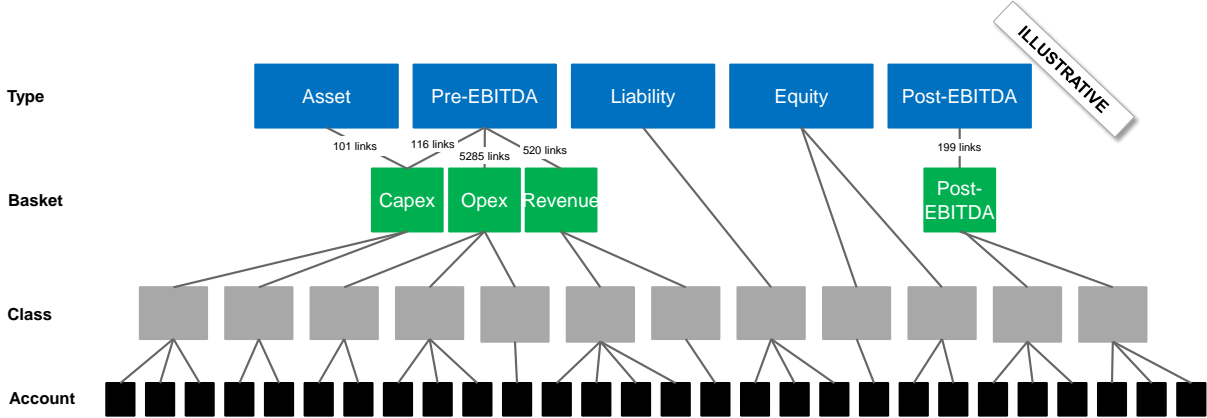 ILLUSTRATIVE
Type
Asset
Pre-EBITDA
Liability
Equity
Post-EBITDA
101 links
116 links
5285 links
520 links
199 links
Basket
Capex
Opex
Revenue
Post-
EBITDA
Class
Account